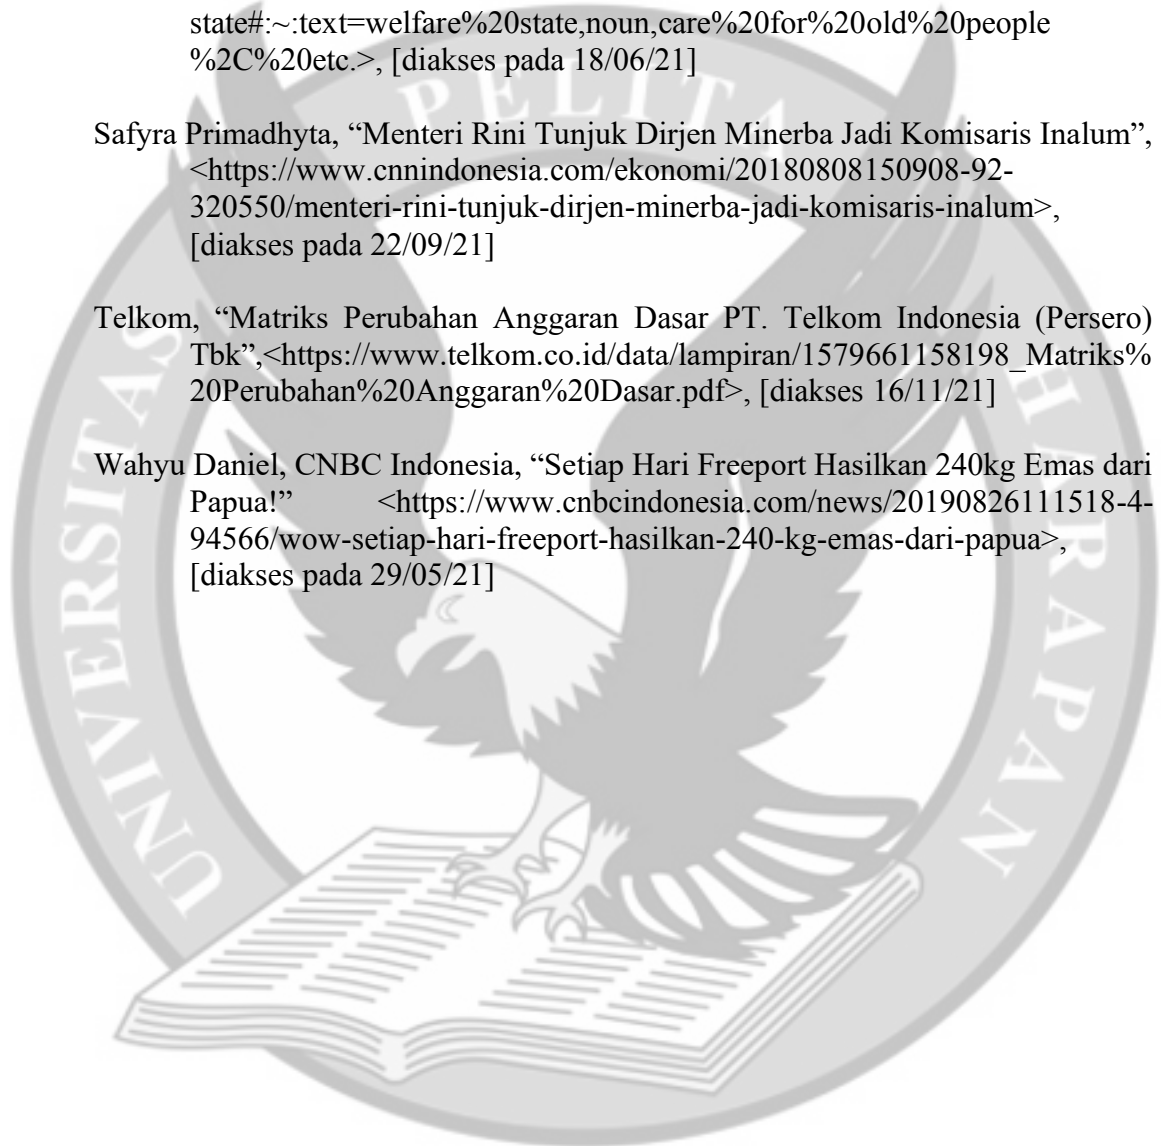 state#:~:text=welfare%20state,noun,care%20for%20old%20people
%2C%20etc.>, [diakses pada 18/06/21]
Safyra Primadhyta, “Menteri Rini Tunjuk Dirjen Minerba Jadi Komisaris Inalum”,
<https://www.cnnindonesia.com/ekonomi/20180808150908-92-
320550/menteri-rini-tunjuk-dirjen-minerba-jadi-komisaris-inalum>,
[diakses pada 22/09/21]
Telkom, “Matriks Perubahan Anggaran Dasar PT. Telkom Indonesia (Persero)
Tbk”,<https://www.telkom.co.id/data/lampiran/1579661158198_Matriks%
20Perubahan%20Anggaran%20Dasar.pdf>, [diakses 16/11/21]
Wahyu Daniel, CNBC Indonesia, “Setiap Hari Freeport Hasilkan 240kg Emas dari
Papua!” <https://www.cnbcindonesia.com/news/20190826111518-4-
94566/wow-setiap-hari-freeport-hasilkan-240-kg-emas-dari-papua>,
[diakses pada 29/05/21]
UNIVERSITAS PELITA HARAPAN